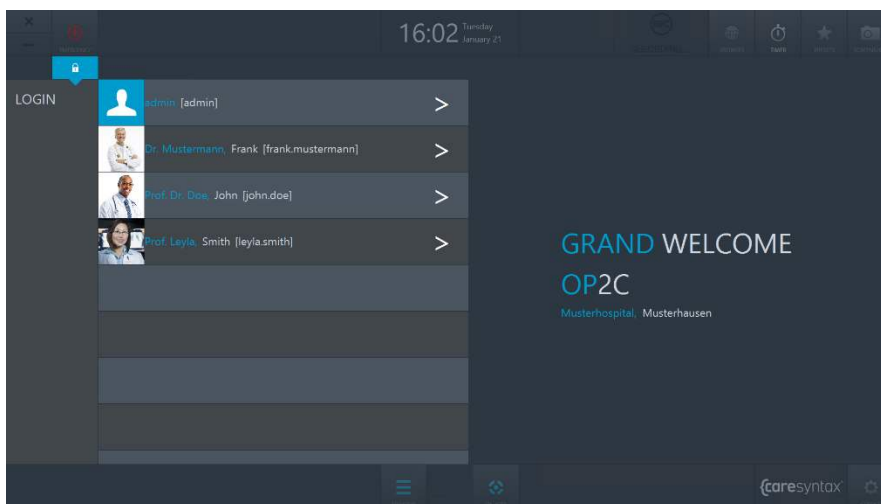 16:02 Tuesday
January 21
LOGIN
admin [admin]
Dr. Mustermann, Frank [frank.mustermann]
Prof. Dr. Doe, John [john.doe]
Prof. Leyla, Smith [leyla.smith]
GRAND WELCOME
OP2C
Musterhospital, Musterhausen
{caresyntax